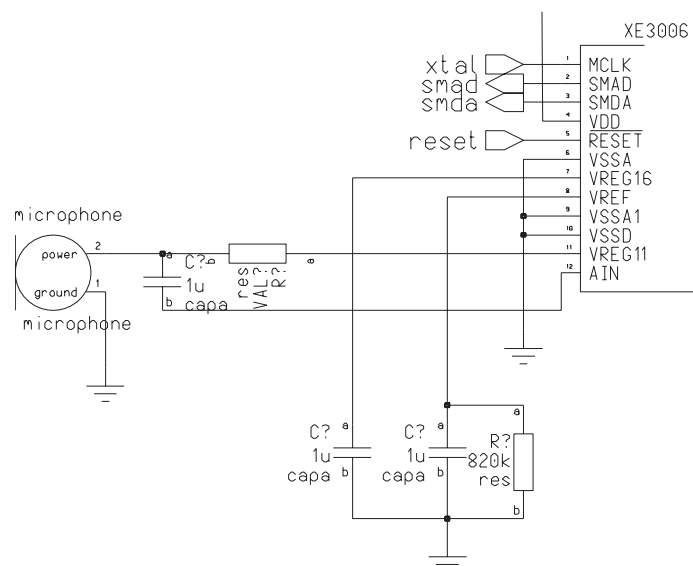 XE3006
xtal
smad
smda
reset
1 MCLK
2 SMAD
3 SMDA
4 VDD
5 RESET
6 VSSA
7 VREG16
8 VREF
9 VSSA1
10 VSSD
11 VREG11
12 AIN
microphone
power 2
ground 1
microphone
a
C?
1u
b capa
b
res
VAL?
R?
a
a
C?
1u
capa b
a
C?
1u
capa b
a
R?
820k
res
b